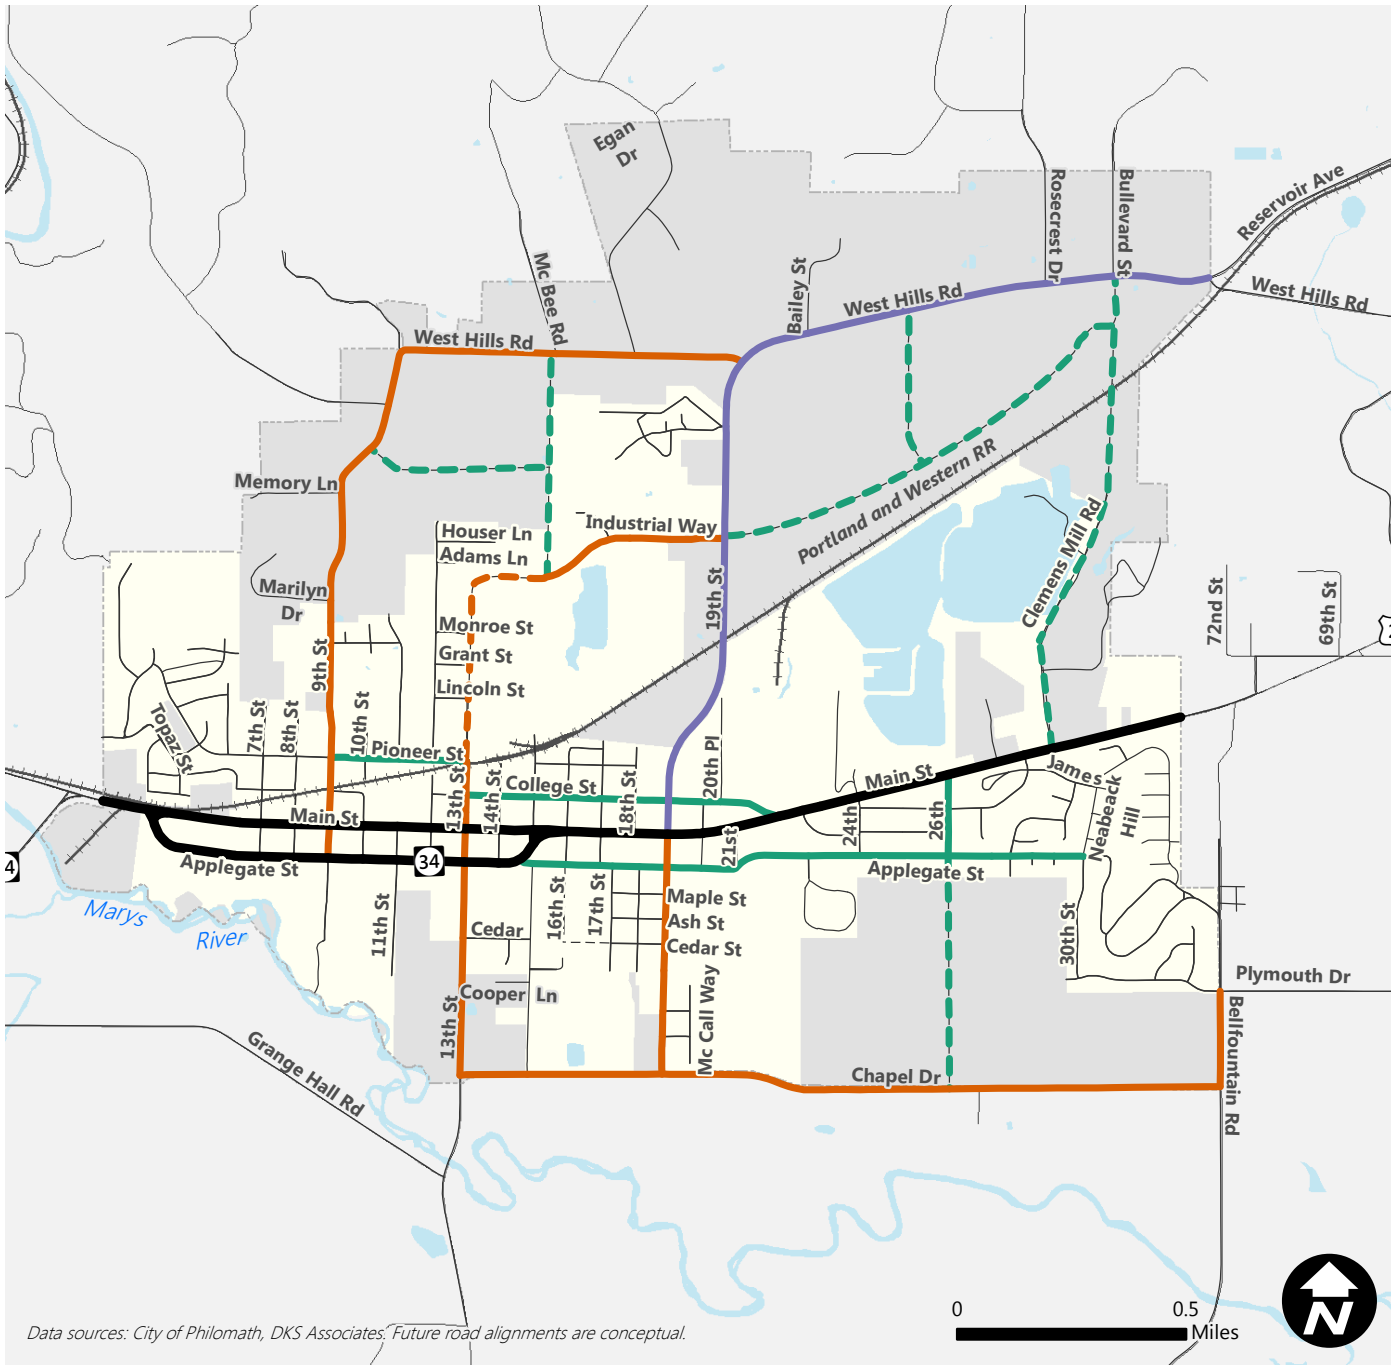 Egan
Dr
Rosecrest Dr
Bullevard St
Reservoir Ave
Mc Bee Rd
Bailey St
West Hills Rd
West Hills Rd
West Hills Rd
Memory Ln
Houser Ln
Adams Ln
Industrial Way
Portland and Western RR
Clemens Mill Rd
Marilyn
Dr
9th St
Monroe St
Grant St
Lincoln St
19th St
72nd St
69th St
Topaz St
7th St
8th St
10th St
Pioneer St
13th St
14th St
College St
18th St
20th Pl
Main St
James
Neabeack
Hill
Main St
21st
24th
26th
Applegate St
34
4
Applegate St
Marys
River
11th St
Cedar
16th St
17th St
Maple St
Ash St
Cedar St
30th St
Plymouth Dr
Cooper Ln
13th St
Mc Call Way
Chapel Dr
Bellfountain Rd
Grange Hall Rd
0
0.5
Miles
N
Data sources: City of Philomath, DKS Associates. Future road alignments are conceptual.